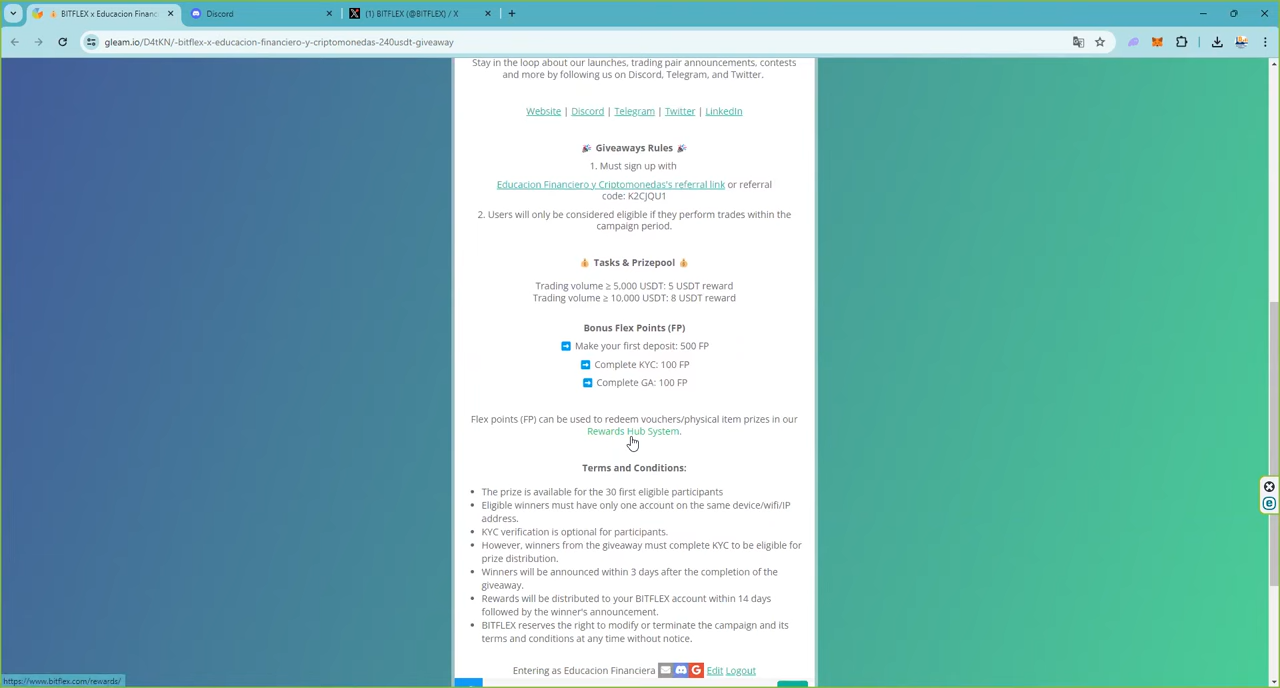 BITFLEX x Educacion Financi
Discord
(1) BITFLEX (@BITFLEX) / X
gleam.io/D4tKN/-bitflex-x-educacion-financiero-y-criptomonedas-240usdt-giveaway
Stay in the loop about our launches, trading pair announcements, contests
and more by following us on Discord, Telegram, and Twitter.
Website | Discord | Telegram | Twitter | LinkedIn
Giveaways Rules
1. Must sign up with
Educacion Financiero y Criptomonedas's referral link or referral
code: K2CJQU1
2. Users will only be considered eligible if they perform trades within the
campaign period.
Tasks & Prizepool
Trading volume ≥ 5,000 USDT: 5 USDT reward
Trading volume ≥ 10,000 USDT: 8 USDT reward
Bonus Flex Points (FP)
Make your first deposit: 500 FP
Complete KYC: 100 FP
Complete GA: 100 FP
Flex points (FP) can be used to redeem vouchers/physical item prizes in our
Rewards Hub System.
Terms and Conditions:
• The prize is available for the 30 first eligible participants
• Eligible winners must have only one account on the same device/wifi/IP
address.
• KYC verification is optional for participants.
• However, winners from the giveaway must complete KYC to be eligible for
prize distribution.
• Winners will be announced within 3 days after the completion of the
giveaway.
• Rewards will be distributed to your BITFLEX account within 14 days
followed by the winner's announcement.
• BITFLEX reserves the right to modify or terminate the campaign and its
terms and conditions at any time without notice.
Entering as Educacion Financiera G Edit Logout
https://www.bitflex.com/rewards/